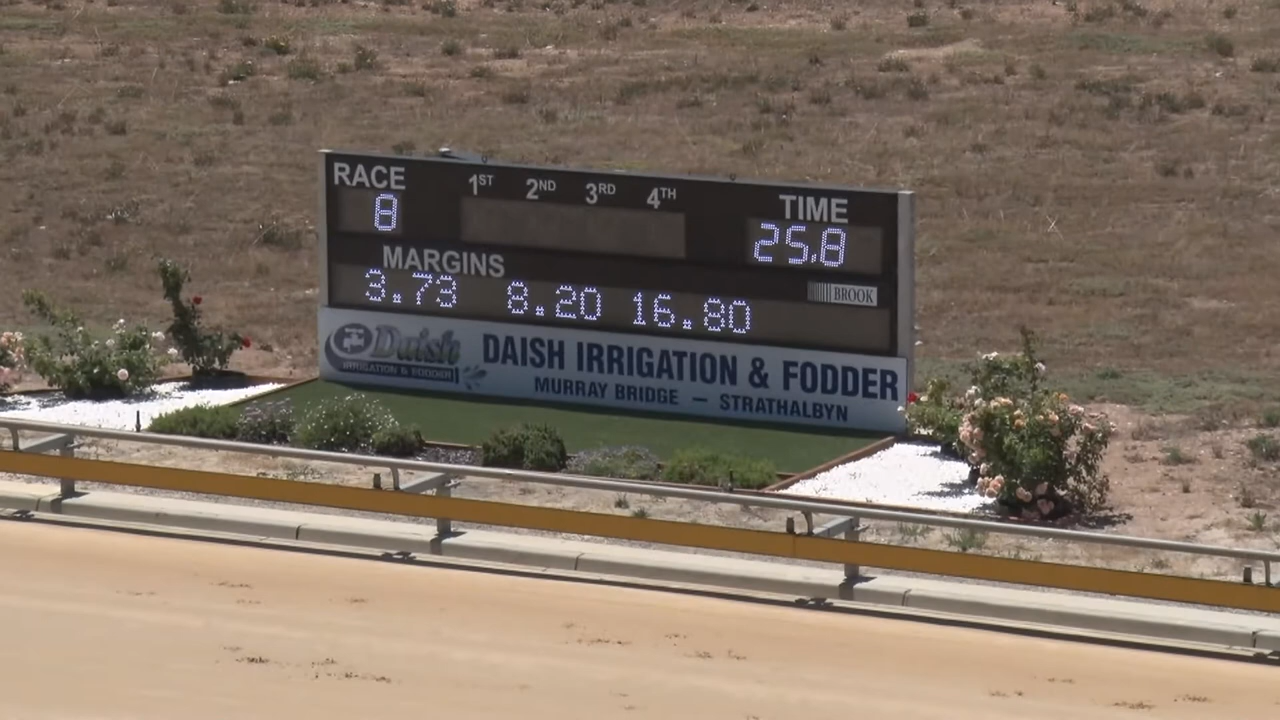 RACE 1ST 2ND 3RD 4TH TIME
8 25.8
MARGINS
3.73 8.20 16.80 BROOK
Daish DAISH IRRIGATION & FODDER
IRRIGATION & FODDER MURRAY BRIDGE – STRATHALBYN